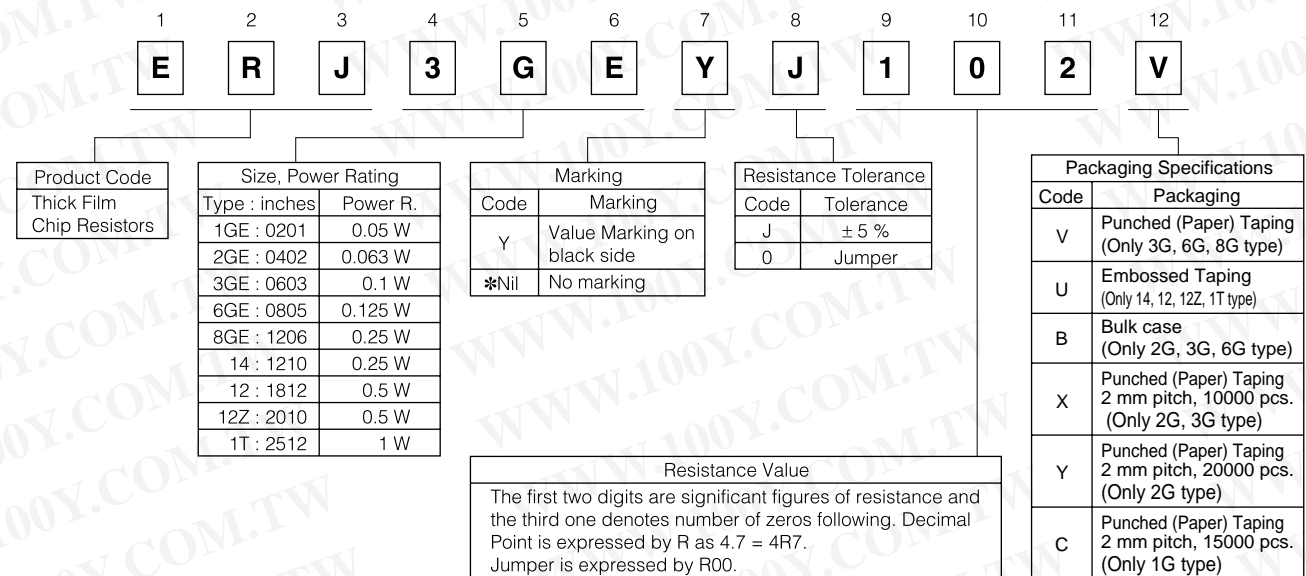 1 2 3 4 5 6 7 8 9 10 11 12
E R J 3 G E Y J 1 0 2 V
Product Code
Thick Film
Chip Resistors
Size, Power Rating
Type : inches Power R.
1GE : 0201 0.05 W
2GE : 0402 0.063 W
3GE : 0603 0.1 W
6GE : 0805 0.125 W
8GE : 1206 0.25 W
14 : 1210 0.25 W
12 : 1812 0.5 W
12Z : 2010 0.5 W
1T : 2512 1 W
Marking
Code Marking
Y Value Marking on
black side
✽Nil No marking
Resistance Tolerance
Code Tolerance
J ± 5 %
0 Jumper
Resistance Value
The first two digits are significant figures of resistance and
the third one denotes number of zeros following. Decimal
Point is expressed by R as 4.7 = 4R7.
Jumper is expressed by R00.
Packaging Specifications
Code Packaging
V Punched (Paper) Taping
(Only 3G, 6G, 8G type)
U Embossed Taping
(Only 14, 12, 12Z, 1T type)
B Bulk case
(Only 2G, 3G, 6G type)
X Punched (Paper) Taping
2 mm pitch, 10000 pcs.
(Only 2G, 3G type)
Y Punched (Paper) Taping
2 mm pitch, 20000 pcs.
(Only 2G type)
C Punched (Paper) Taping
2 mm pitch, 15000 pcs.
(Only 1G type)
WWW.100Y.COM.TW